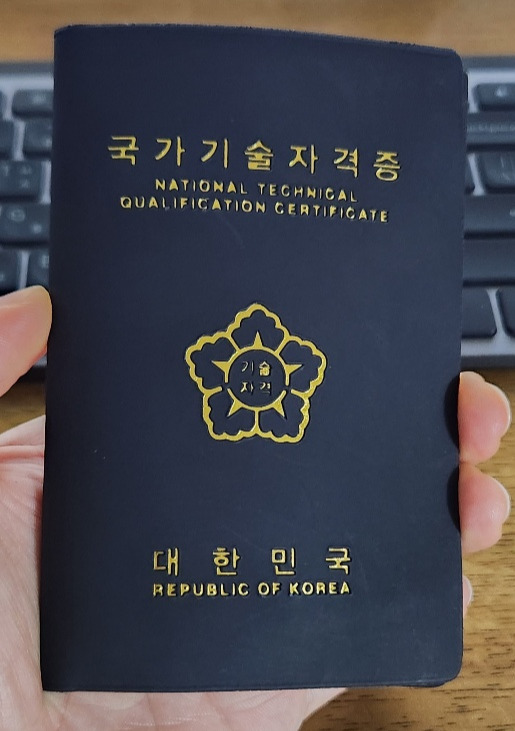 국가기술자격증
NATIONAL TECHNICAL
QUALIFICATION CERTIFICATE
기술
자격
대한민국
REPUBLIC OF KOREA